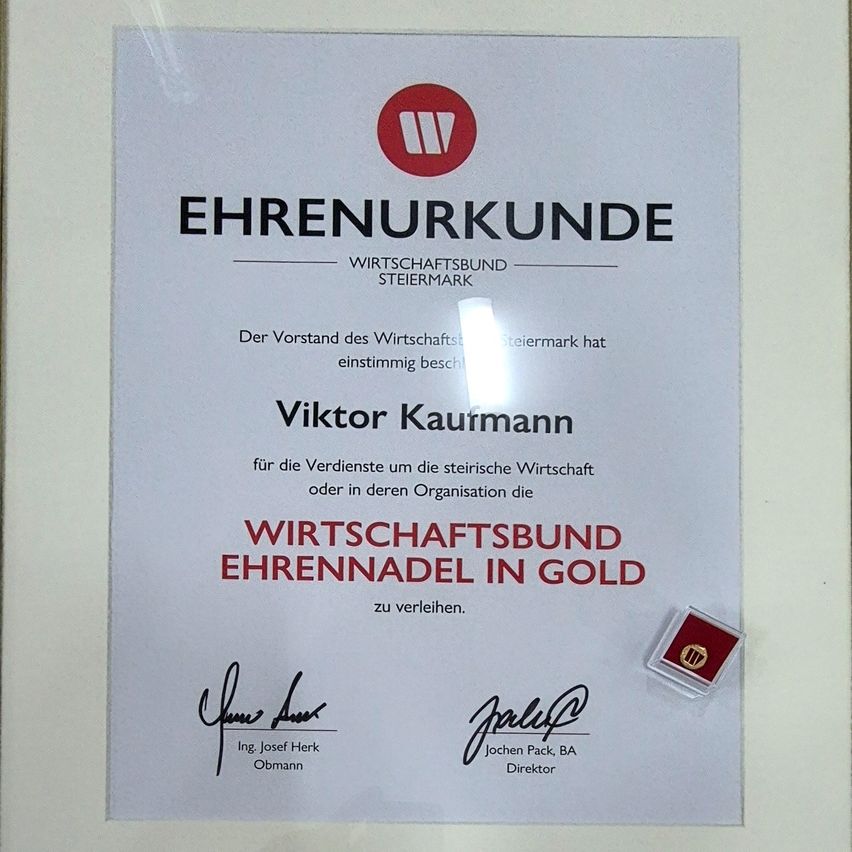 EHRENURKUNDE
WIRTSCHAFTSBUND
STEIERMARK
Der Vorstand des Steiermark hat
einstimmig
Viktor Kaufmann
für die Verdienste um die steirische Wirtschaft
oder in deren Organisation die
WIRTSCHAFTSBUND
EHRENNADEL IN GOLD
zu verleihen.
Ing. Josef Herk
Obmann
Jochen Pack, BA
Direktor